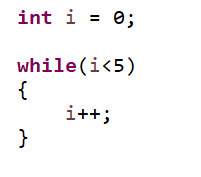 int i = 0;

while(i<5)
{
    i++;
}